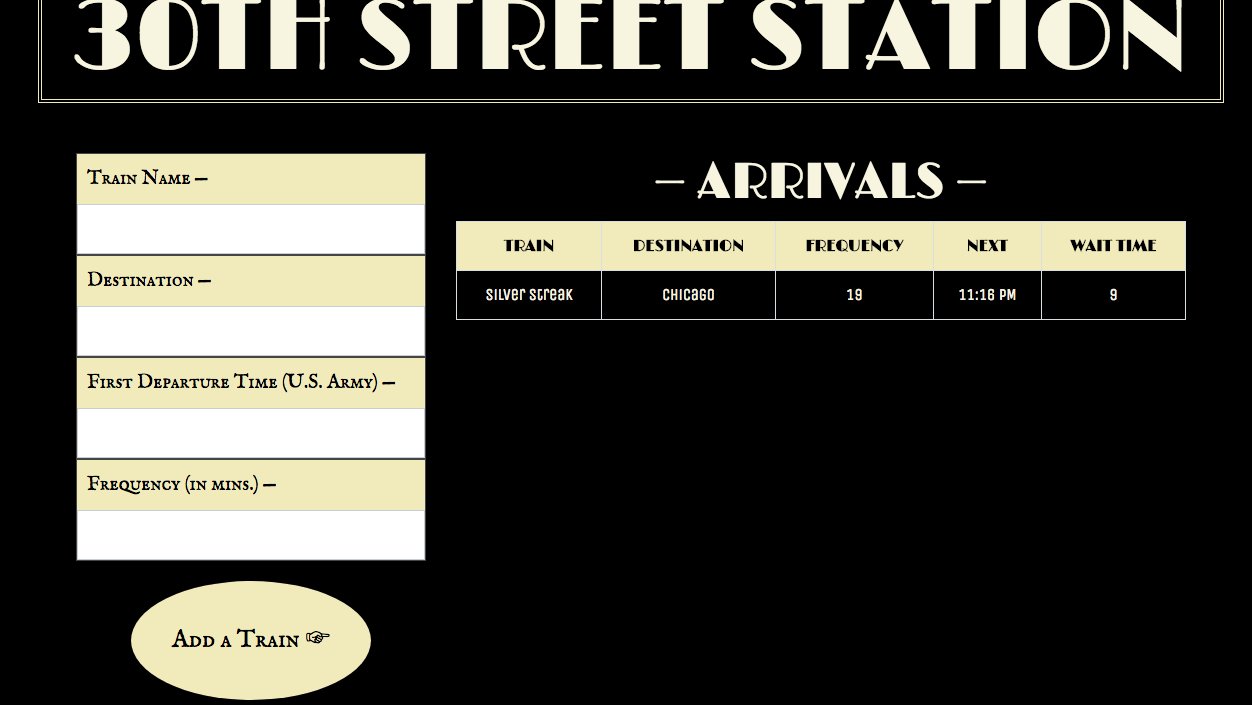 30TH STREET STATION
Train Name —
Destination —
First Departure Time (U.S. Army) —
Frequency (in mins.) —
Add a Train ☞
— ARRIVALS —
TRAIN DESTINATION FREQUENCY NEXT WAIT TIME
Silver Streak Chicago 19 11:16 PM 9